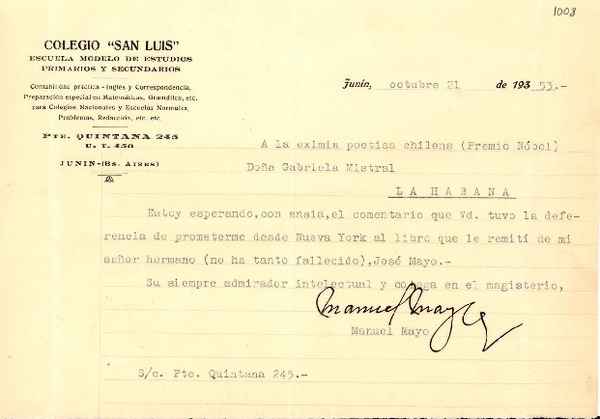 1008
COLEGIO "SAN LUIS"
ESCUELA MODELO DE ESTUDIOS
PRIMARIOS Y SECUNDARIOS
Contabilidad práctica - Inglés y Correspondencia,
Preparación especial en Matemáticas, Gramática, etc.
para Colegios Nacionales y Escuelas Normales,
Problemas, Redacción, etc. etc.
PTE. QUINTANA 245
U. T. 450
JUNIN-(BS. AIRES)
Junín, octubre 21 de 193 53.-
A la eximia poetisa chilena (Premio Nóbel)
Doña Gabriela Mistral
LA HABANA
Estoy esperando,con ansia,el comentario que Vd. tuvo la defe-
rencia de prometerme desde Nueva York al libro que le remití de mi
señor hermano (no ha tanto fallecido),José Mayo.-
Su siempre admirador intelectual y colega en el magisterio,
Manuel Mayo
Manuel Mayo
S/c. Pte. Quintana 245.-